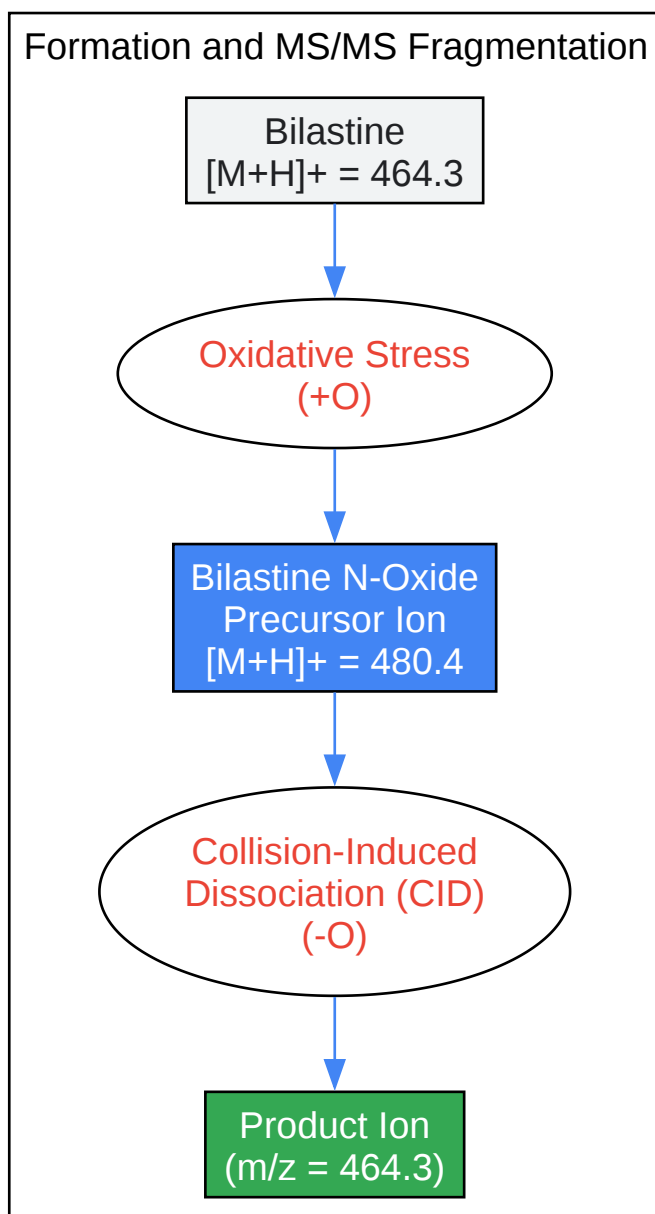 Formation and MS/MS Fragmentation
Bilastine
[M+H]+ = 464.3
Oxidative Stress
(+O)
Bilastine N-Oxide
Precursor Ion
[M+H]+ = 480.4
Collision-Induced
Dissociation (CID)
(-O)
Product Ion
(m/z = 464.3)